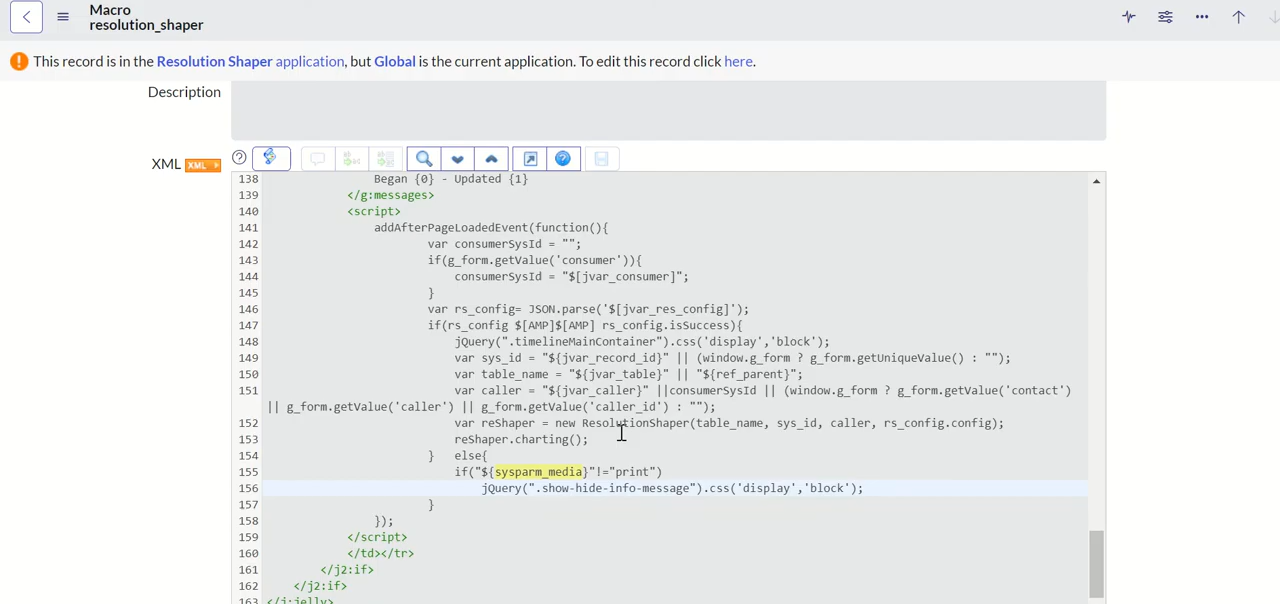 Macro
resolution_shaper
This record is in the Resolution Shaper application, but Global is the current application. To edit this record click here.
Description
XML XML
138 Began {0} - Updated {1}
139 </g:messages>
140 <script>
141 addAfterPageLoadedEvent(function(){
142 var consumerSysId = "";
143 if(g_form.getValue('consumer')){
144 consumerSysId = "$[jvar_consumer]";
145 }
146 var rs_config= JSON.parse('$[jvar_res_config]');
147 if(rs_config $[AMP]$[AMP] rs_config.isSuccess){
148 jQuery(".timelineMainContainer").css('display','block');
149 var sys_id = "${jvar_record_id}" || (window.g_form ? g_form.getUniqueValue() : "");
150 var table_name = "${jvar_table}" || "${ref_parent}";
151 var caller = "${jvar_caller}" ||consumerSysId || (window.g_form ? g_form.getValue('contact')
|| g_form.getValue('caller') || g_form.getValue('caller_id') : "");
152 var reShaper = new ResolutionShaper(table_name, sys_id, caller, rs_config.config);
153 reShaper.charting();
154 } else{
155 if("${sysparm_media}"!="print")
156 jQuery(".show-hide-info-message").css('display','block');
157 }
158 });
159 </script>
160 </td></tr>
161 </j2:if>
162 </j2:if>
163 </j:jelly>